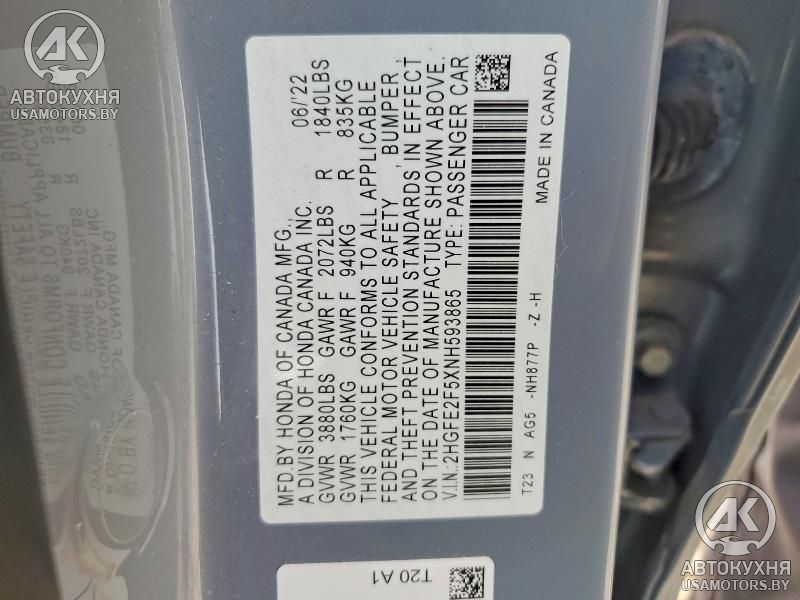 MFD.BY HONDA OF CANADA MFG., 06/'22
A DIVISION OF HONDA CANADA INC.
GVWR 3880LBS GAWR F 2072LBS R 1840LBS
GVWR 1760KG GAWR F 940KG R 835KG
THIS VEHICLE CONFORMS TO ALL APPLICABLE
FEDERAL MOTOR VEHICLE SAFETY, BUMPER,
AND THEFT PREVENTION STANDARDS IN EFFECT
ON THE DATE OF MANUFACTURE SHOWN ABOVE.
V.I.N.:2HGFE2F5XNH593865 TYPE: PASSENGER CAR
T23 N AG5 -NH877P -Z -H MADE IN CANADA
T20 A1
АК
АВТОКУХНЯ
USAMOTORS.BY
АК
АВТОКУХНЯ
USAMOTORS.BY